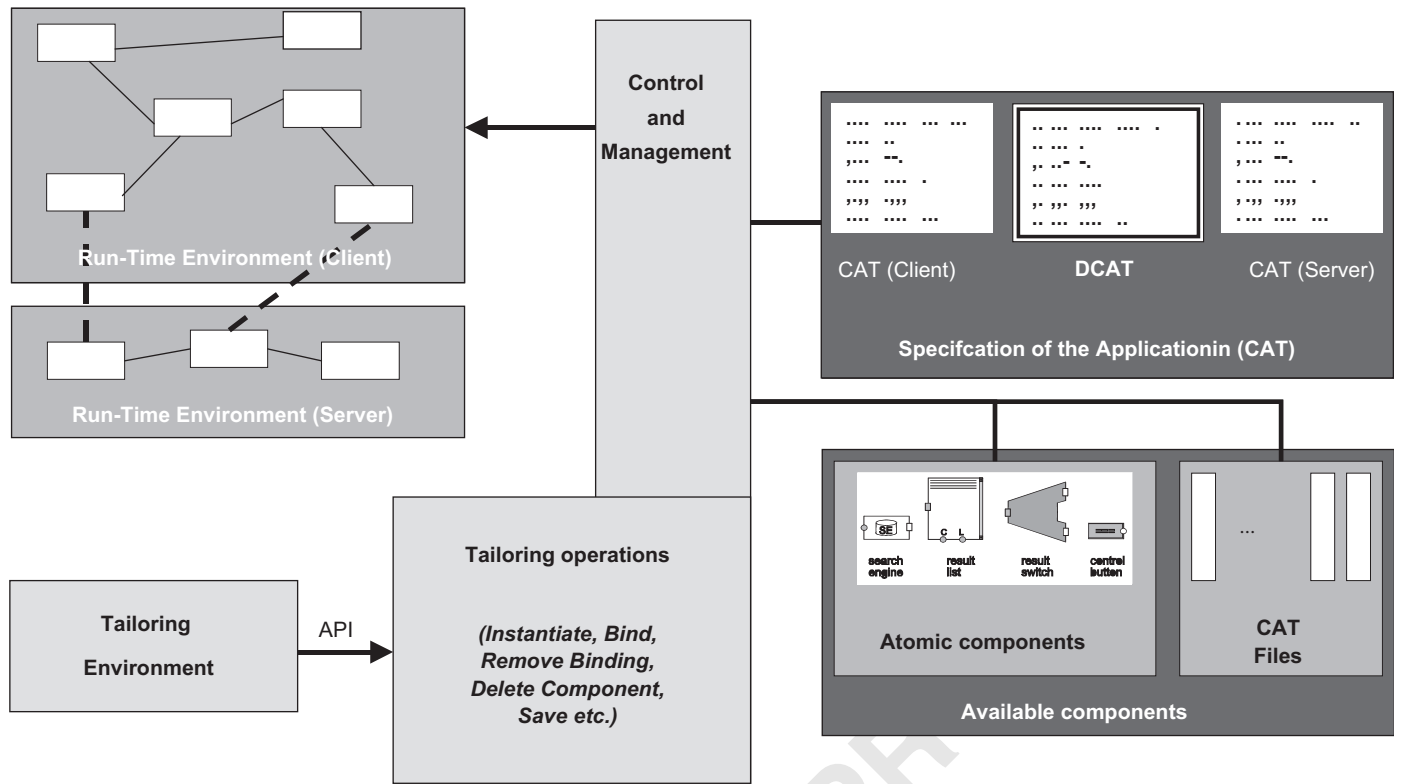 Run-Time Environment (Client)
Run-Time Environment (Server)
Control
and
Management
CAT (Client)
DCAT
CAT (Server)
Specifcation of the Applicationin (CAT)
SE
C L
search
engine
result
list
result
switch
control
button
...
Atomic components
CAT
Files
Available components
Tailoring
Environment
API
Tailoring operations
(Instantiate, Bind,
Remove Binding,
Delete Component,
Save etc.)